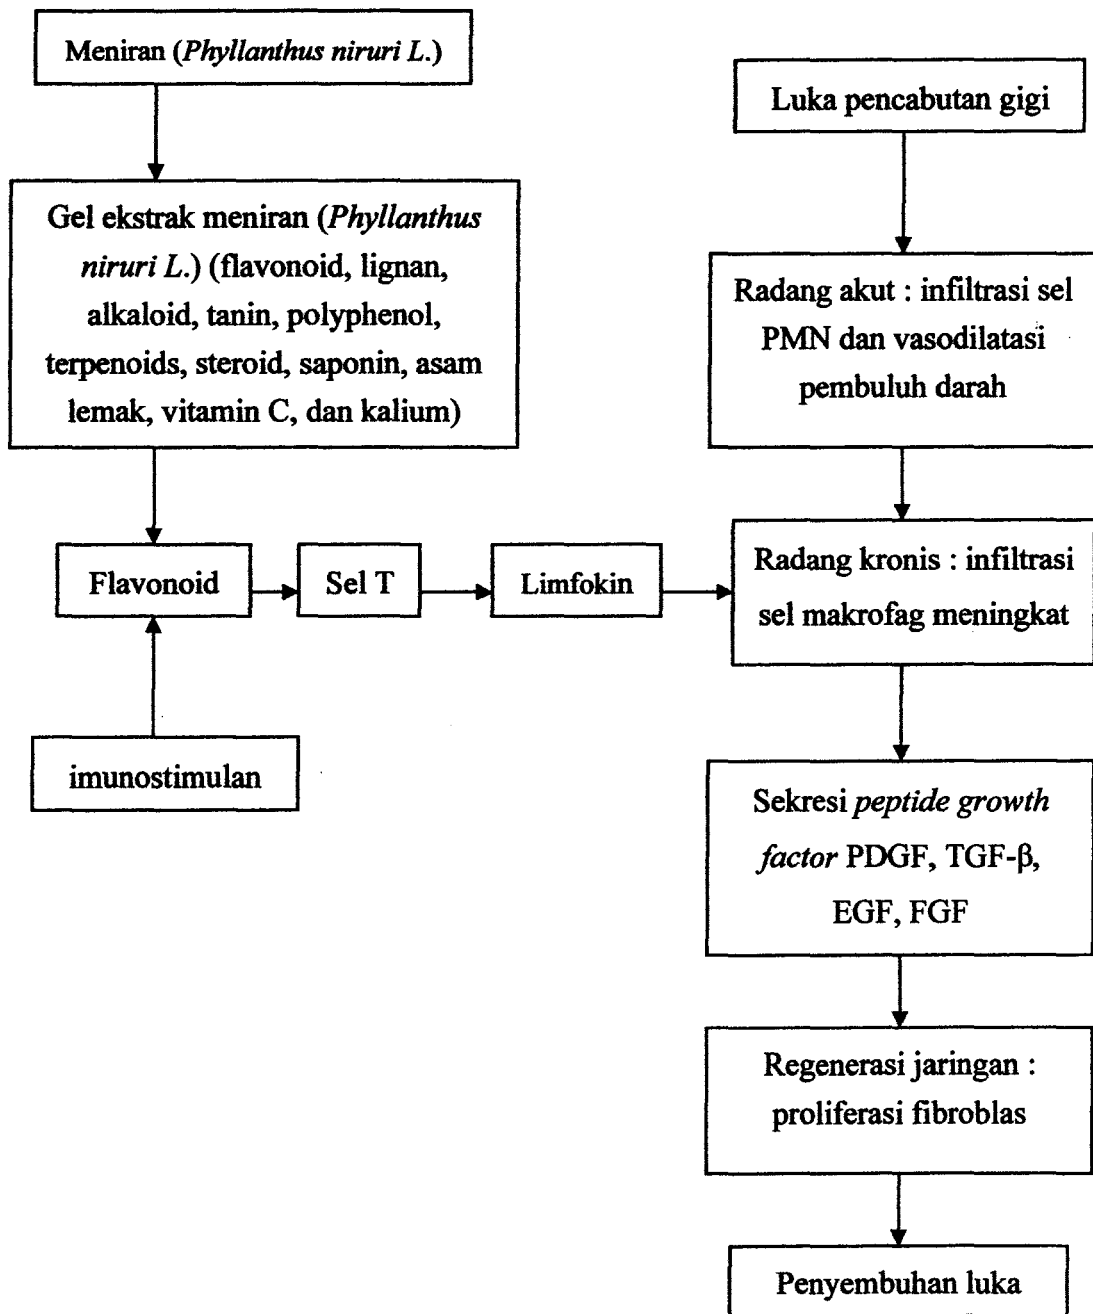 Meniran (Phyllanthus niruri L.)
Gel ekstrak meniran (Phyllanthus
niruri L.) (flavonoid, lignan,
alkaloid, tanin, polyphenol,
terpenoids, steroid, saponin, asam
lemak, vitamin C, dan kalium)
Flavonoid
Sel T
Limfokin
imunostimulan
Luka pencabutan gigi
Radang akut : infiltrasi sel
PMN dan vasodilatasi
pembuluh darah
Radang kronis : infiltrasi
sel makrofag meningkat
Sekresi peptide growth
factor PDGF, TGF-β,
EGF, FGF
Regenerasi jaringan :
proliferasi fibroblas
Penyembuhan luka